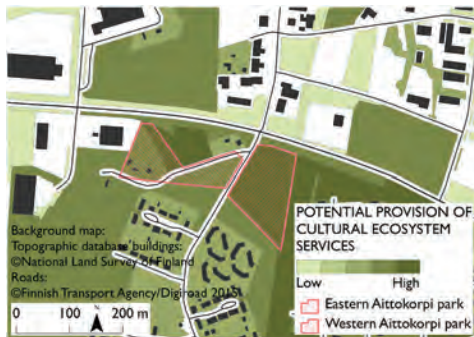 Background map:
Topographic database buildings:
©National Land Survey of Finland
Roads:
©Finnish Transport Agency/Digiroad 2015
0 100 200 m
POTENTIAL PROVISION OF
CULTURAL ECOSYSTEM
SERVICES
Low High
Eastern Aittokorpi park
Western Aittokorpi park